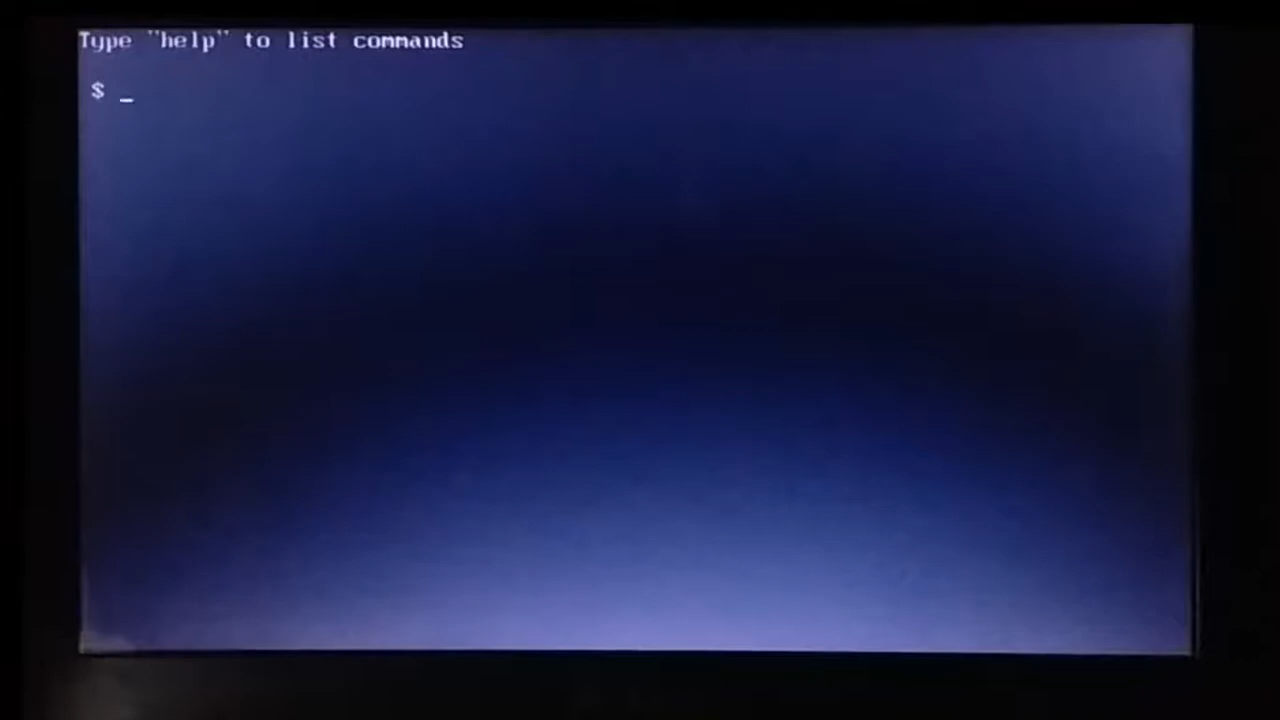 Type "help" to list commands
$ _